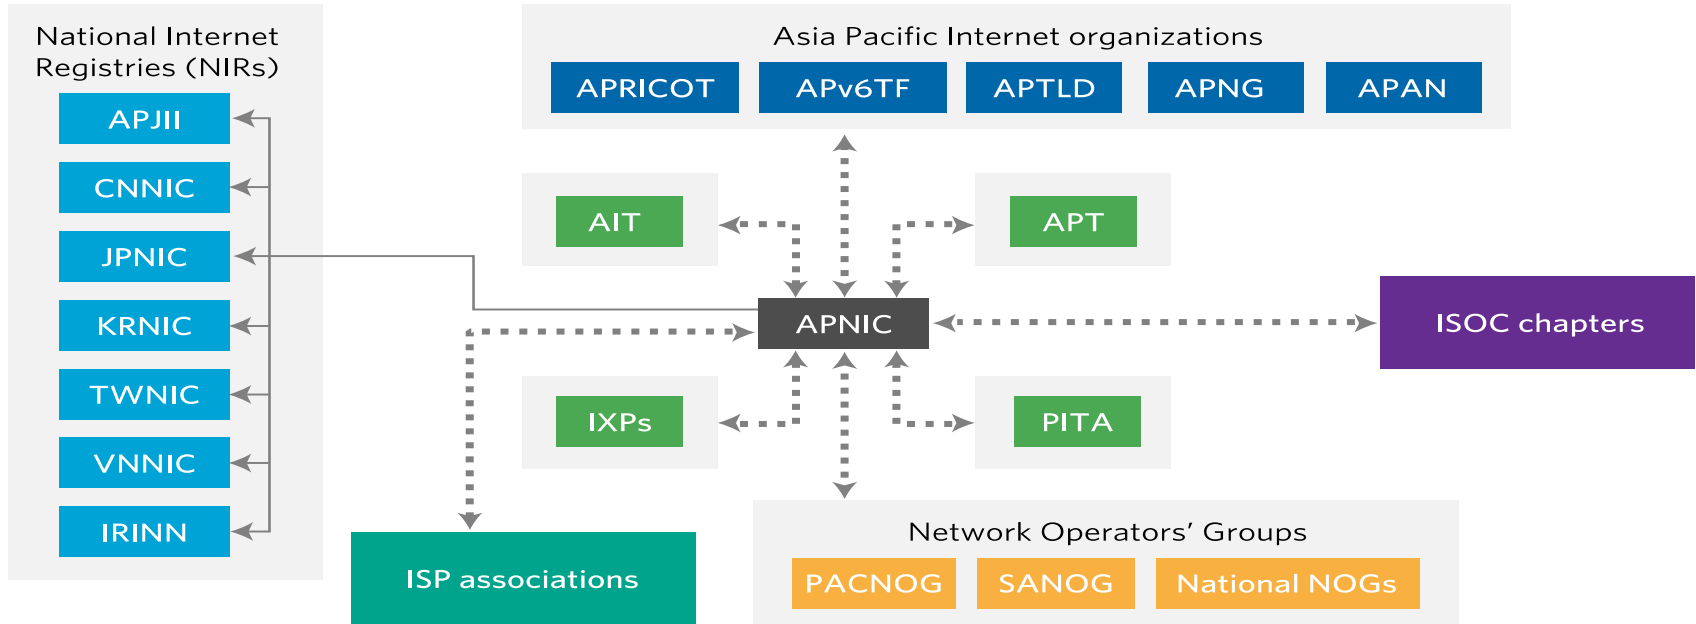 National Internet
Registries (NIRs)
APJII
CNNIC
JPNIC
KRNIC
TWNIC
VNNIC
IRINN
Asia Pacific Internet organizations
APRICOT
APv6TF
APTLD
APNG
APAN
AIT
APT
APNIC
ISOC chapters
IXPs
PITA
ISP associations
Network Operators’ Groups
PACNOG
SANOG
National NOGs